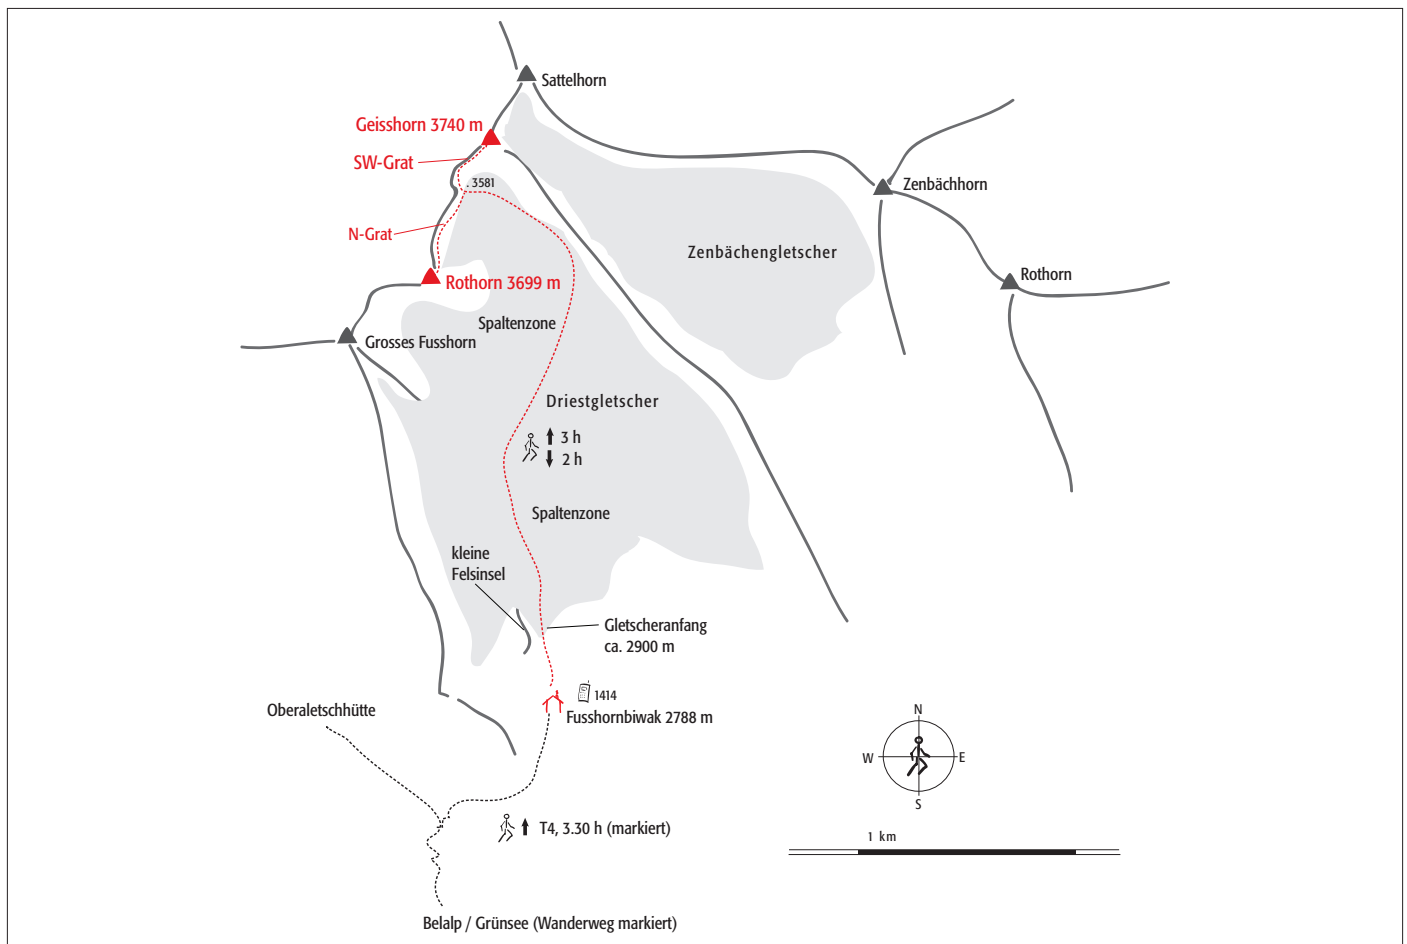 Sattelhorn
Geisshorn 3740 m
SW-Grat
. 3581
Zenbächhorn
N-Grat
Zenbächengletscher
Rothorn 3699 m
Rothorn
Spaltenzone
Grosses Fusshorn
Driestgletscher
3 h
2 h
Spaltenzone
kleine
Felsinsel
Gletscheranfang
ca. 2900 m
1414
Fusshornbiwak 2788 m
Oberaletschhütte
N
W
E
S
T4, 3.30 h (markiert)
1 km
Belalp / Grünsee (Wanderweg markiert)